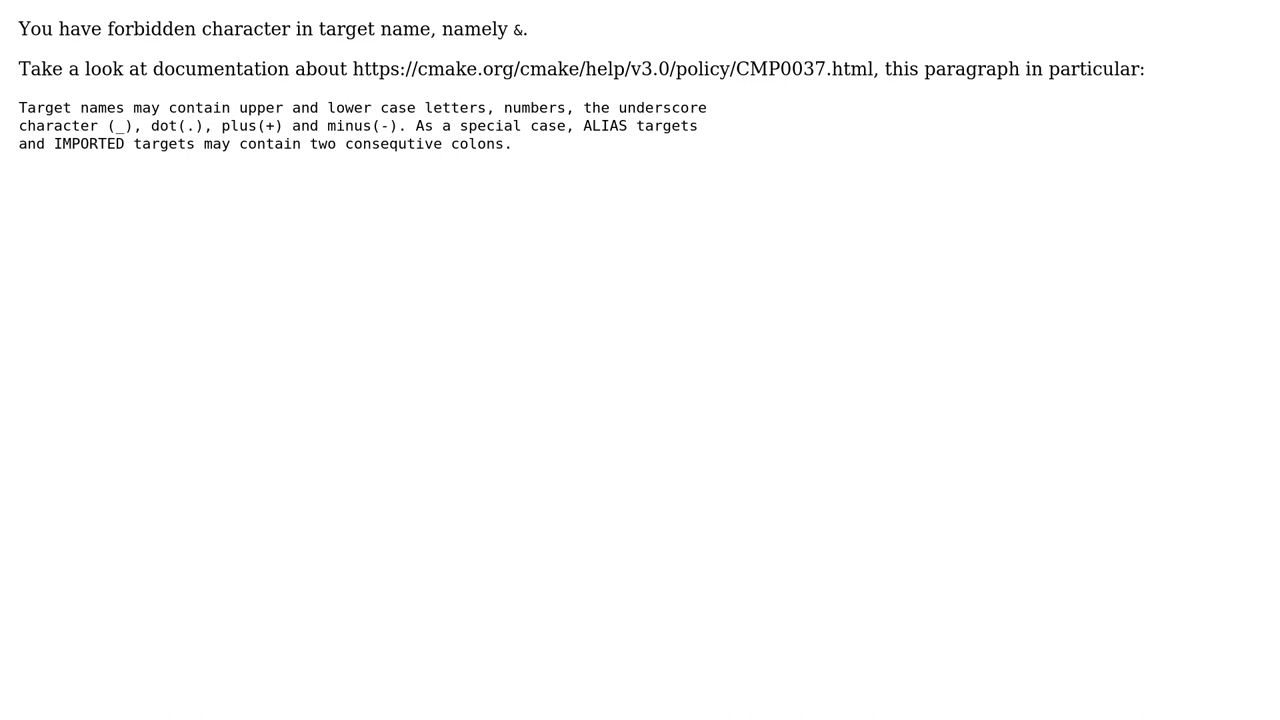 You have forbidden character in target name, namely &.
Take a look at documentation about https://cmake.org/cmake/help/v3.0/policy/CMP0037.html, this paragraph in particular:
Target names may contain upper and lower case letters, numbers, the underscore
character (_), dot(.), plus(+) and minus(-). As a special case, ALIAS targets
and IMPORTED targets may contain two consequtive colons.